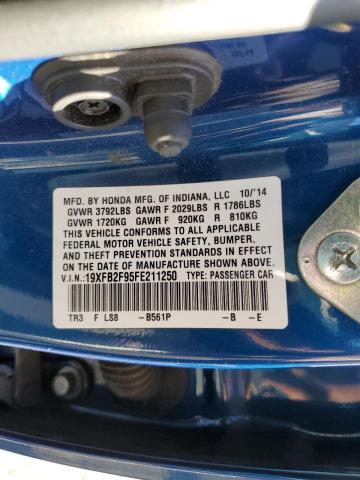 MFD. BY HONDA MFG. OF INDIANA, LLC 10/'14
GVWR 3792LBS GAWR F 2029LBS R 1786LBS
GVWR 1720KG GAWR F 920KG R 810KG
THIS VEHICLE CONFORMS TO ALL APPLICABLE
FEDERAL MOTOR VEHICLE SAFETY, BUMPER,
AND THEFT PREVENTION STANDARDS IN EFFECT
ON THE DATE OF MANUFACTURE SHOWN ABOVE.
V.I.N.:19XFB2F95FE211250 TYPE: PASSENGER CAR
TR3 F LS8 -B561P -B -E